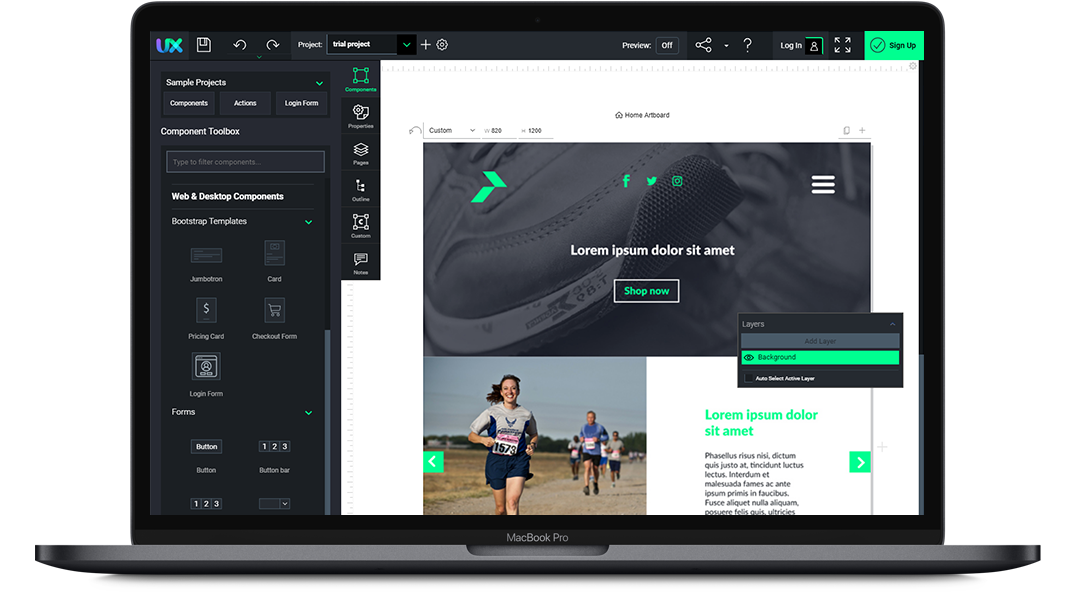 UX
Project:
trial project
Preview:
Off
Log In
Sign Up
Sample Projects
Components
Actions
Login Form
Component Toolbox
Type to filter components...
Web & Desktop Components
Bootstrap Templates
Jumbotron
Card
$
Pricing Card
Checkout Form
Login Form
Forms
Button
1 2 3
Button
Button bar
1 2 3
Components
Properties
Pages
Outline
Custom
Notes
Home Artboard
Custom
W 820
H 1200
Lorem ipsum dolor sit amet
Shop now
Layers
Add Layer
Background
Auto Select Active Layer
1673
Lorem ipsum dolor
sit amet
Phasellus risus nisi, dictum
quis justo at, tincidunt luctus
lectus. Interdum et
malesuada fames ac ante
ipsum primis in faucibus.
Fusce aliquet nulla aliquam,
posuere felis quis, ultricies
MacBook Pro